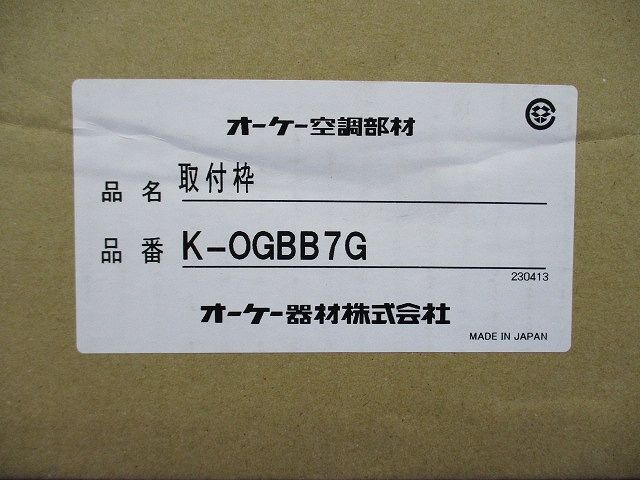 オーケー空調部材
品名 取付枠
品番 K-OGBB7G
230413
オーケー器材株式会社
MADE IN JAPAN